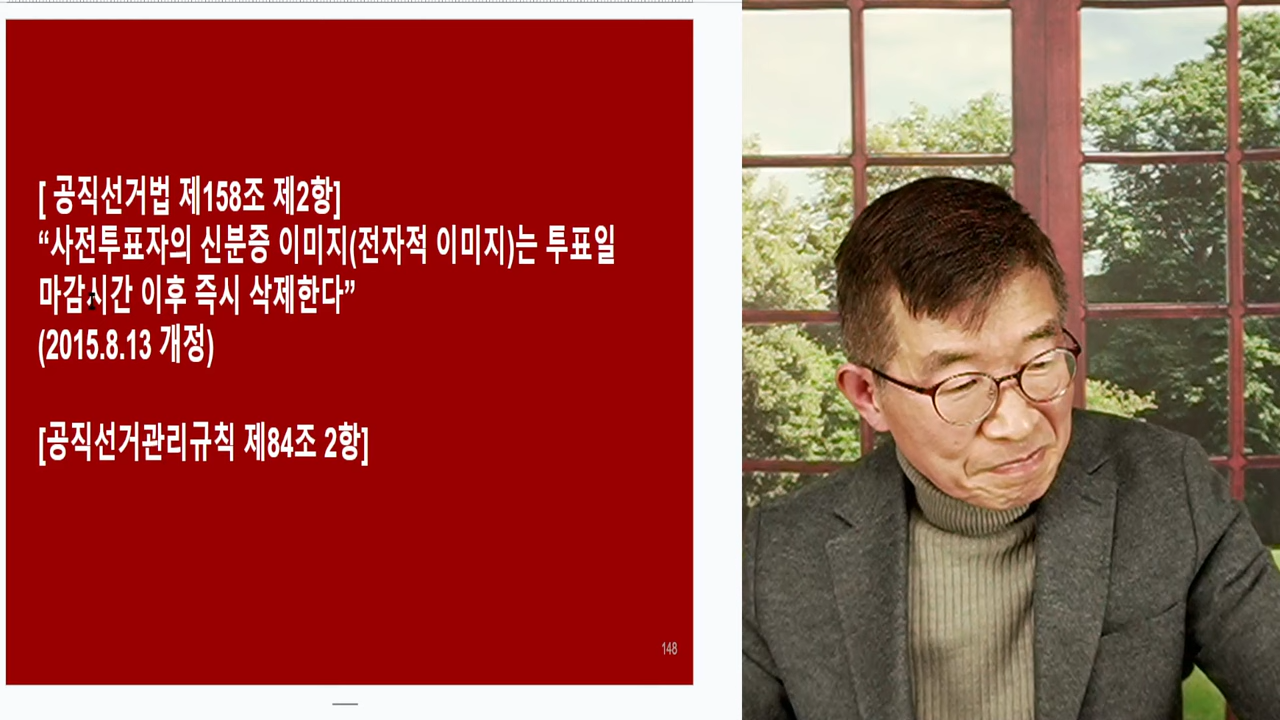 [ 공직선거법 제158조 제2항]
“사전투표자의 신분증 이미지(전자적 이미지)는 투표일
마감시간 이후 즉시 삭제한다”
(2015.8.13 개정)
[공직선거관리규칙 제84조 2항]
148